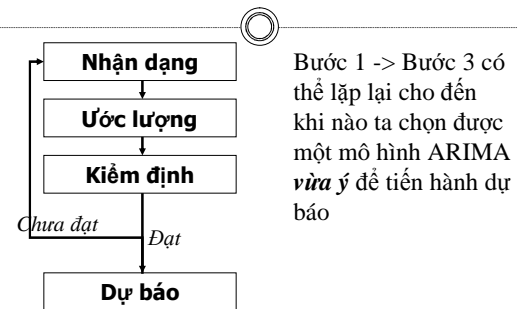 Nhận dạng
Ước lượng
Kiểm định
Chưa đạt
Đạt
Dự báo
Bước 1 -> Bước 3 có
thể lặp lại cho đến
khi nào ta chọn được
một mô hình ARIMA
vừa ý để tiến hành dự
báo